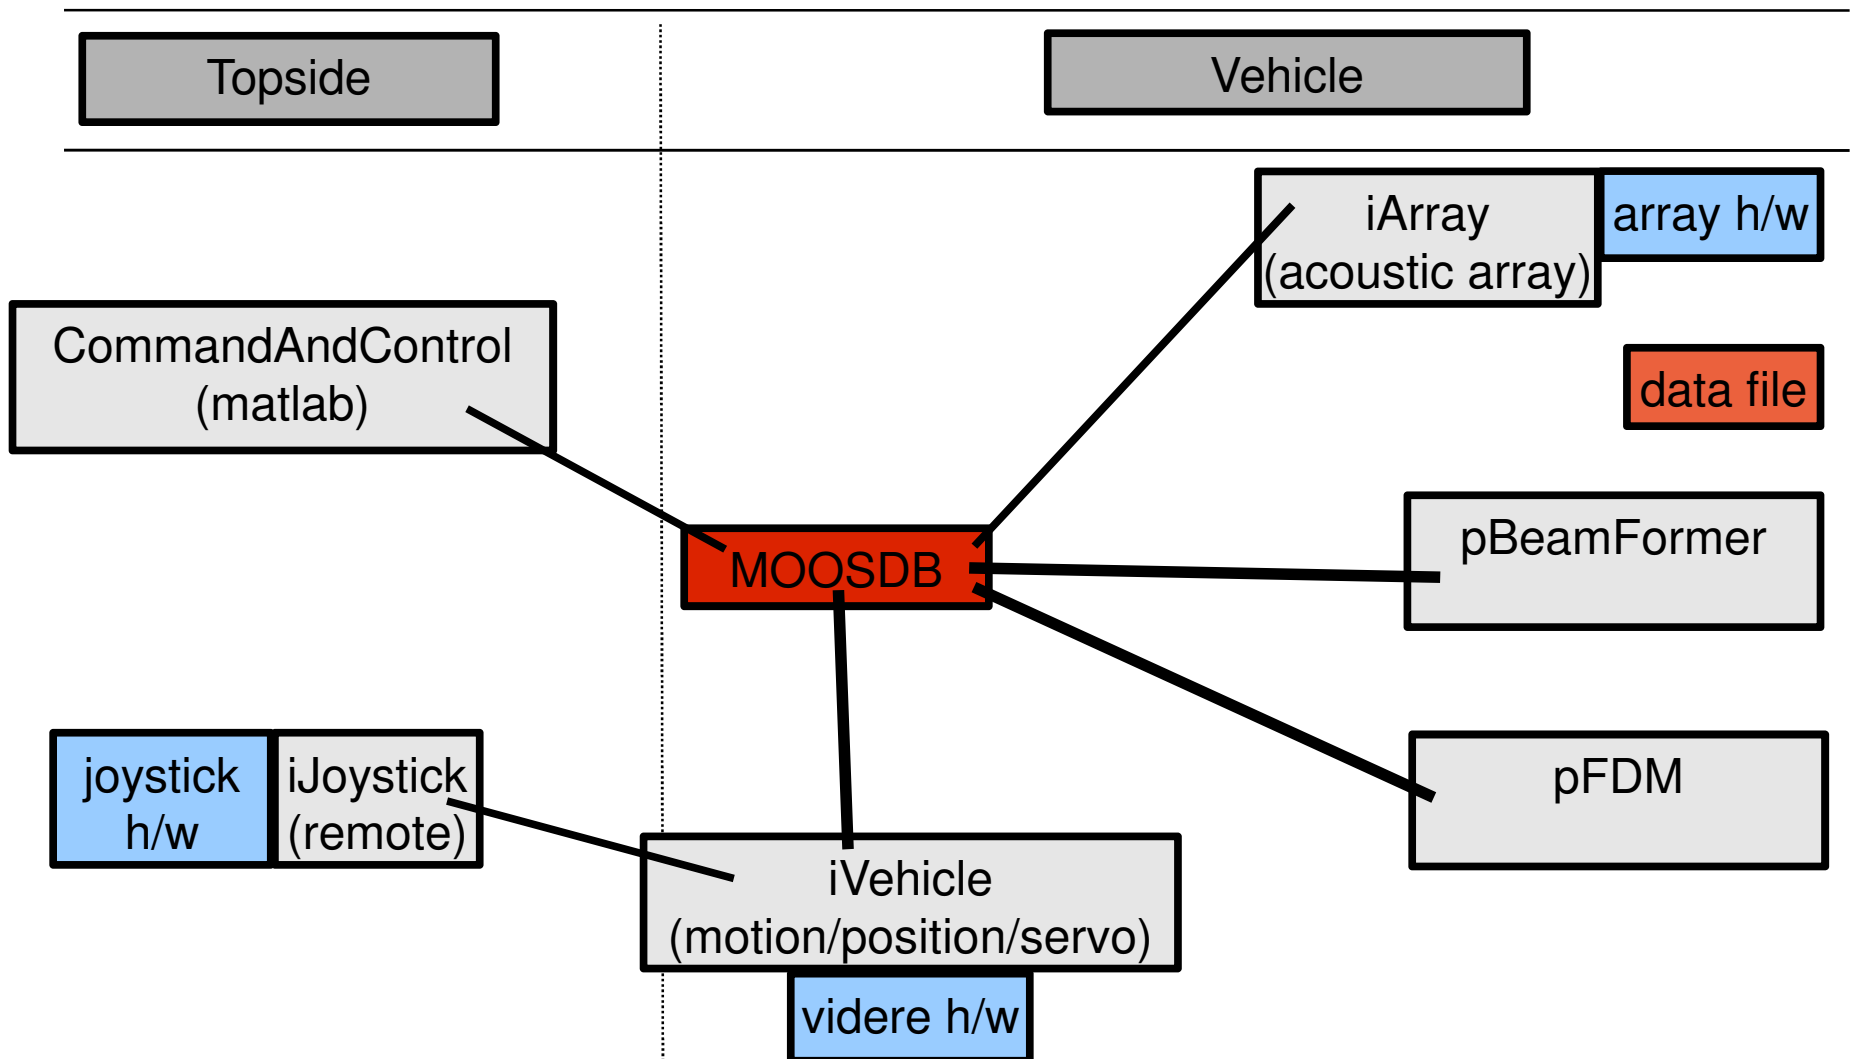 Topside
Vehicle
iArray
(acoustic array)
array h/w
CommandAndControl
(matlab)
data file
pBeamFormer
MOOSDB
joystick
h/w
iJoystick
(remote)
pFDM
iVehicle
(motion/position/servo)
videre h/w